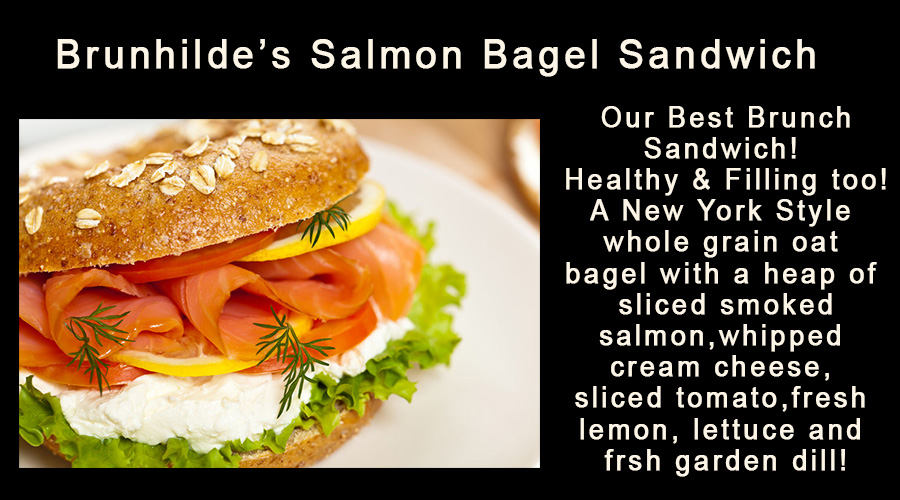 Brunhilde’s Salmon Bagel Sandwich
Our Best Brunch
Sandwich!
Healthy & Filling too!
A New York Style
whole grain oat
bagel with a heap of
sliced smoked
salmon,whipped
cream cheese,
sliced tomato,fresh
lemon, lettuce and
frsh garden dill!